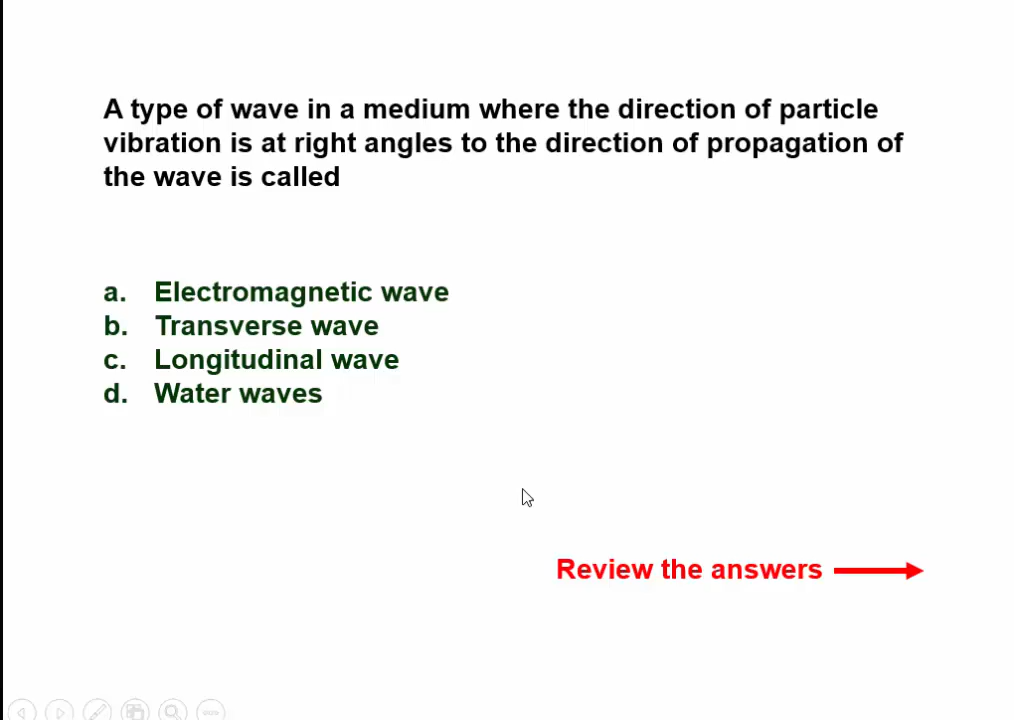 A type of wave in a medium where the direction of particle
vibration is at right angles to the direction of propagation of
the wave is called
a. Electromagnetic wave
b. Transverse wave
c. Longitudinal wave
d. Water waves
Review the answers